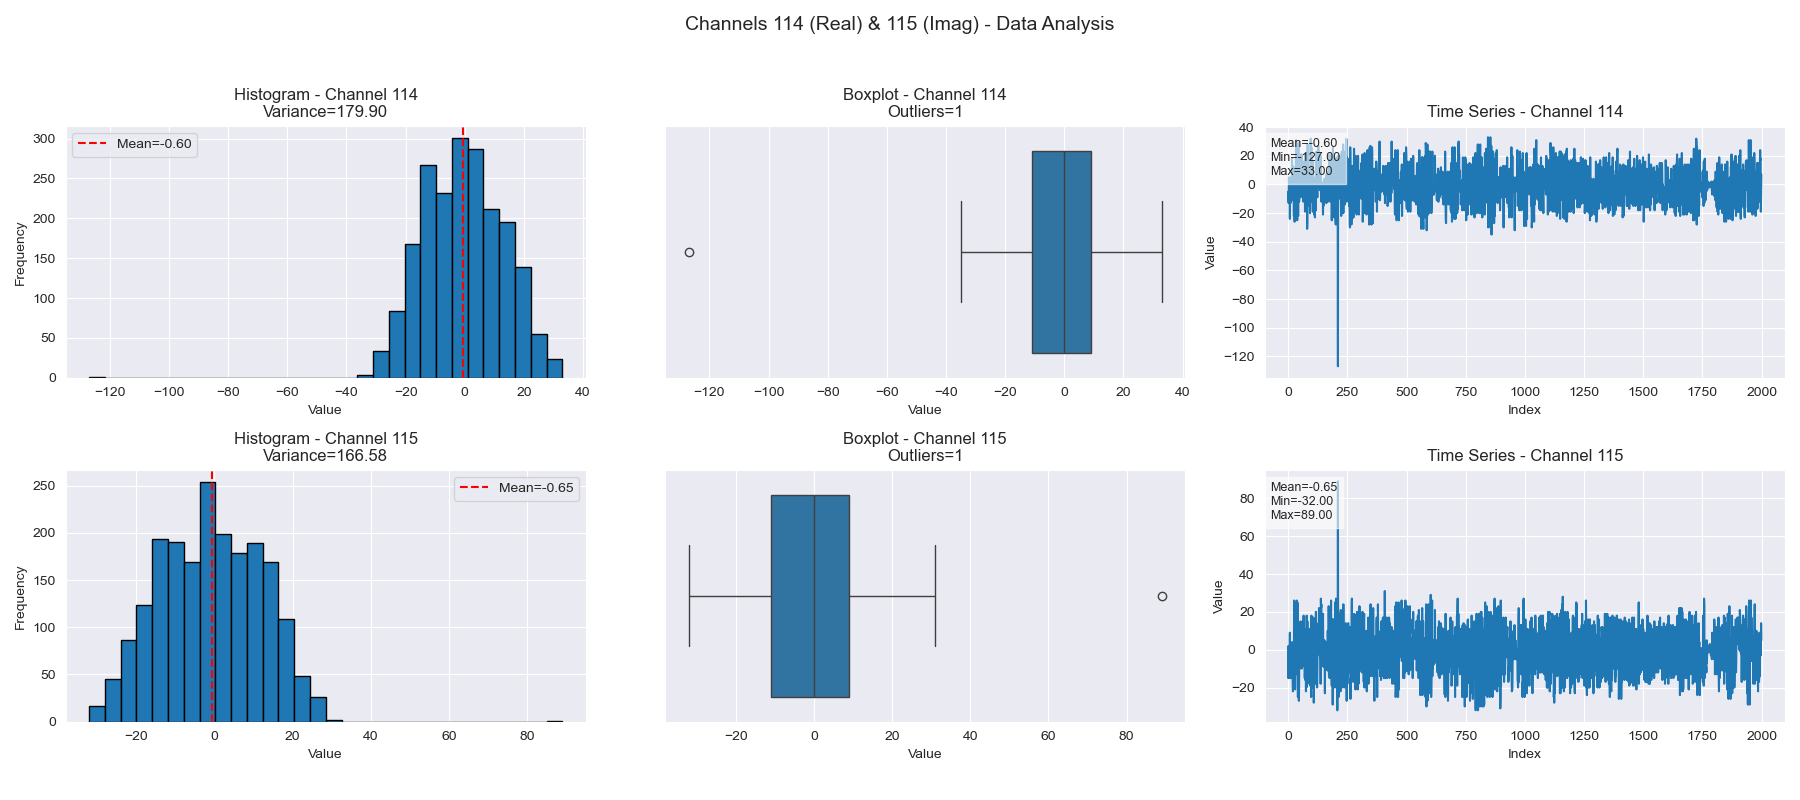 Channels 114 (Real) & 115 (Imag) - Data Analysis
Histogram - Channel 114
Variance=179.90
Mean=-0.60
Frequency
300
250
200
150
100
50
0
−120 −100 −80 −60 −40 −20 0 20 40
Value
Boxplot - Channel 114
Outliers=1
−120 −100 −80 −60 −40 −20 0 20 40
Value
Time Series - Channel 114
Mean=-0.60
Min=-127.00
Max=33.00
Value
40
20
0
−20
−40
−60
−80
−100
−120
0 250 500 750 1000 1250 1500 1750 2000
Index
Histogram - Channel 115
Variance=166.58
Mean=-0.65
Frequency
250
200
150
100
50
0
−20 0 20 40 60 80
Value
Boxplot - Channel 115
Outliers=1
−20 0 20 40 60 80
Value
Time Series - Channel 115
Mean=-0.65
Min=-32.00
Max=89.00
Value
80
60
40
20
0
−20
0 250 500 750 1000 1250 1500 1750 2000
Index